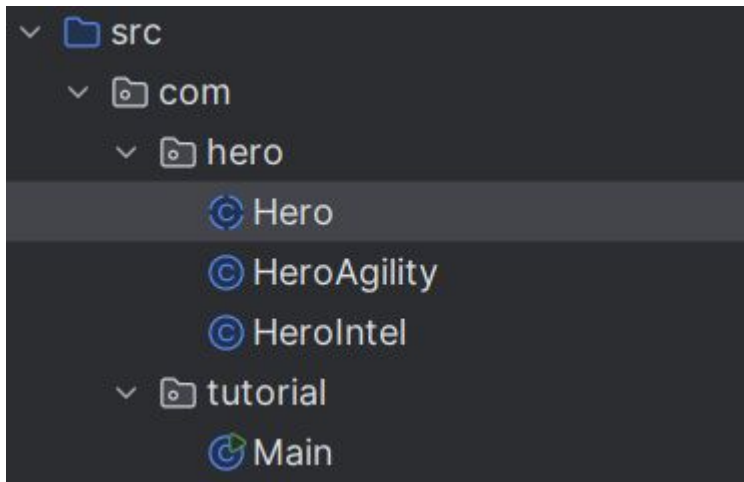 src
com
hero
Hero
HeroAgility
HeroIntel
tutorial
Main